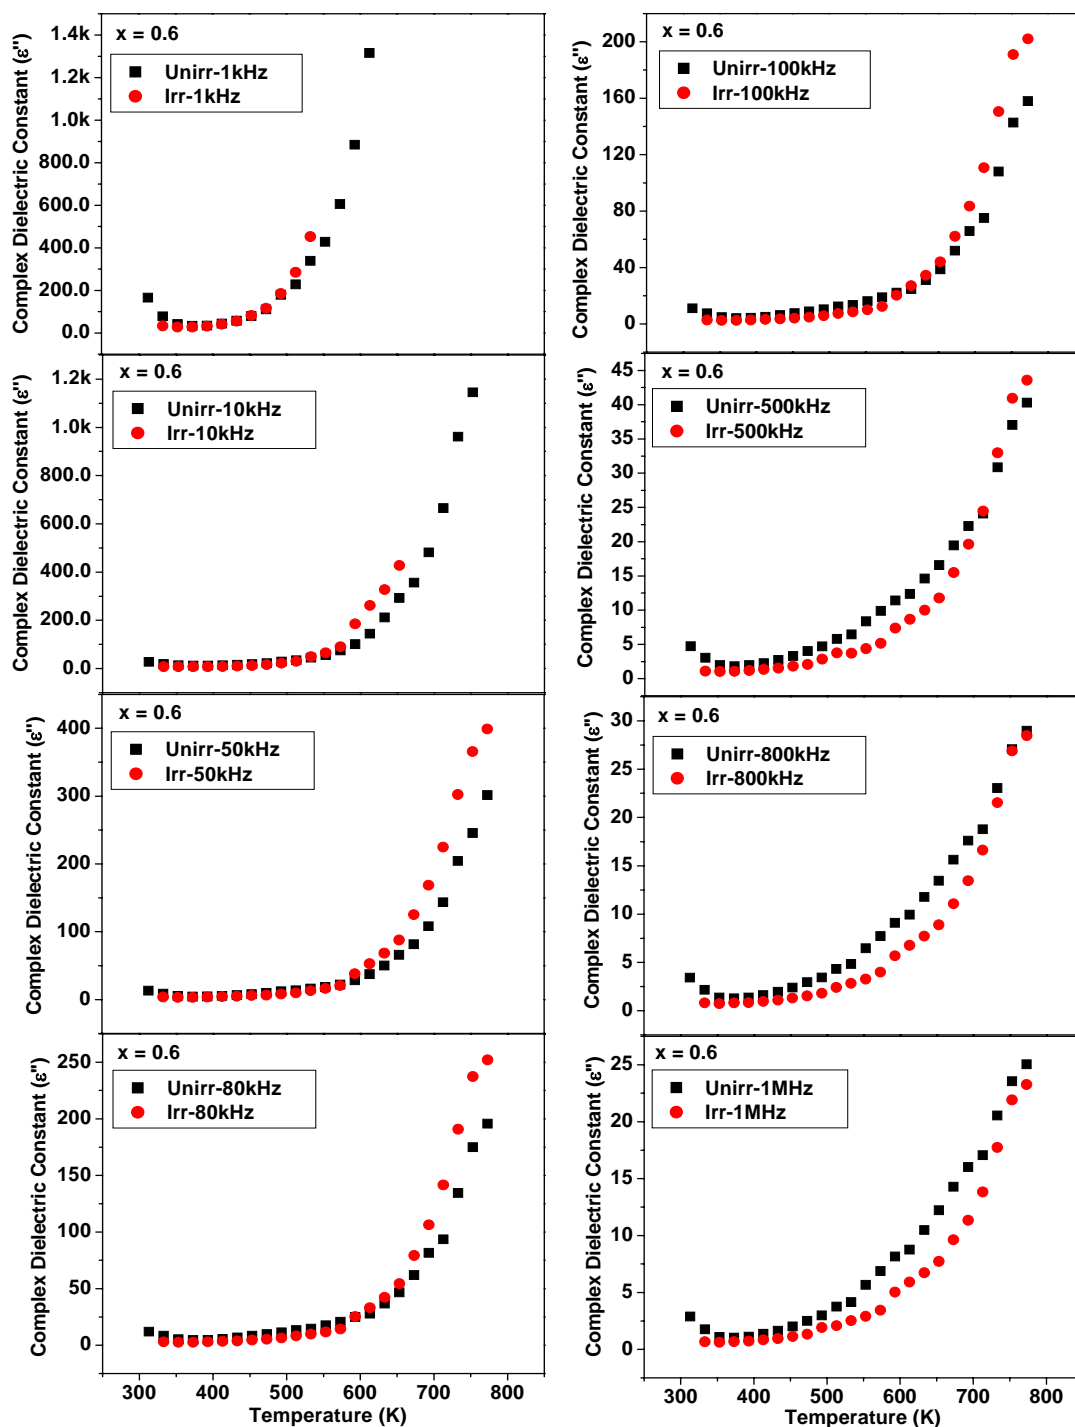 x = 0.6
Unirr-1kHz
Irr-1kHz
1.4k
1.2k
1.0k
800.0
600.0
400.0
200.0
0.0
Complex Dielectric Constant (ε'')
x = 0.6
Unirr-10kHz
Irr-10kHz
1.2k
1.0k
800.0
600.0
400.0
200.0
0.0
Complex Dielectric Constant (ε'')
x = 0.6
Unirr-50kHz
Irr-50kHz
400
300
200
100
0
Complex Dielectric Constant (ε'')
x = 0.6
Unirr-80kHz
Irr-80kHz
250
200
150
100
50
0
Complex Dielectric Constant (ε'')
300 400 500 600 700 800
Temperature (K)
x = 0.6
Unirr-100kHz
Irr-100kHz
200
160
120
80
40
0
Complex Dielectric Constant (ε'')
x = 0.6
Unirr-500kHz
Irr-500kHz
45
40
35
30
25
20
15
10
5
0
Complex Dielectric Constant (ε'')
x = 0.6
Unirr-800kHz
Irr-800kHz
30
25
20
15
10
5
0
Complex Dielectric Constant (ε'')
x = 0.6
Unirr-1MHz
Irr-1MHz
25
20
15
10
5
0
Complex Dielectric Constant (ε'')
300 400 500 600 700 800
Temperature (K)